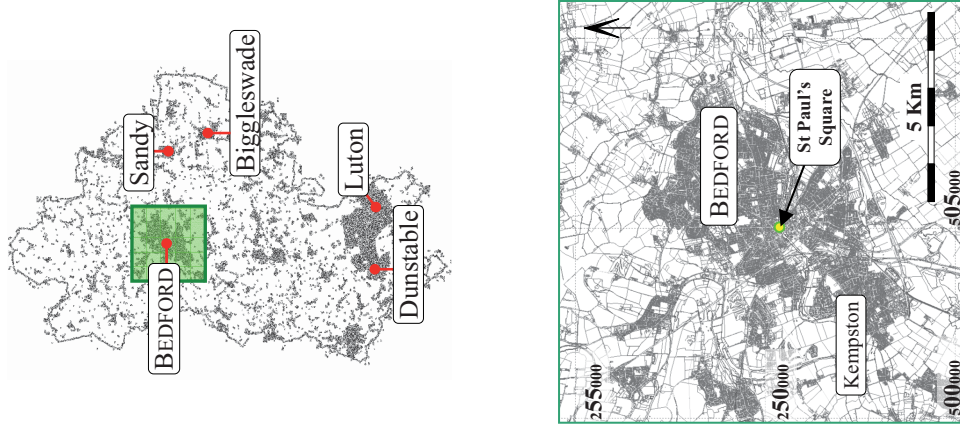 Sandy
Biggleswade
BEDFORD
Luton
Dunstable
BEDFORD
St Paul's
Square
Kempston
5 Km
255000
250000
500000
505000